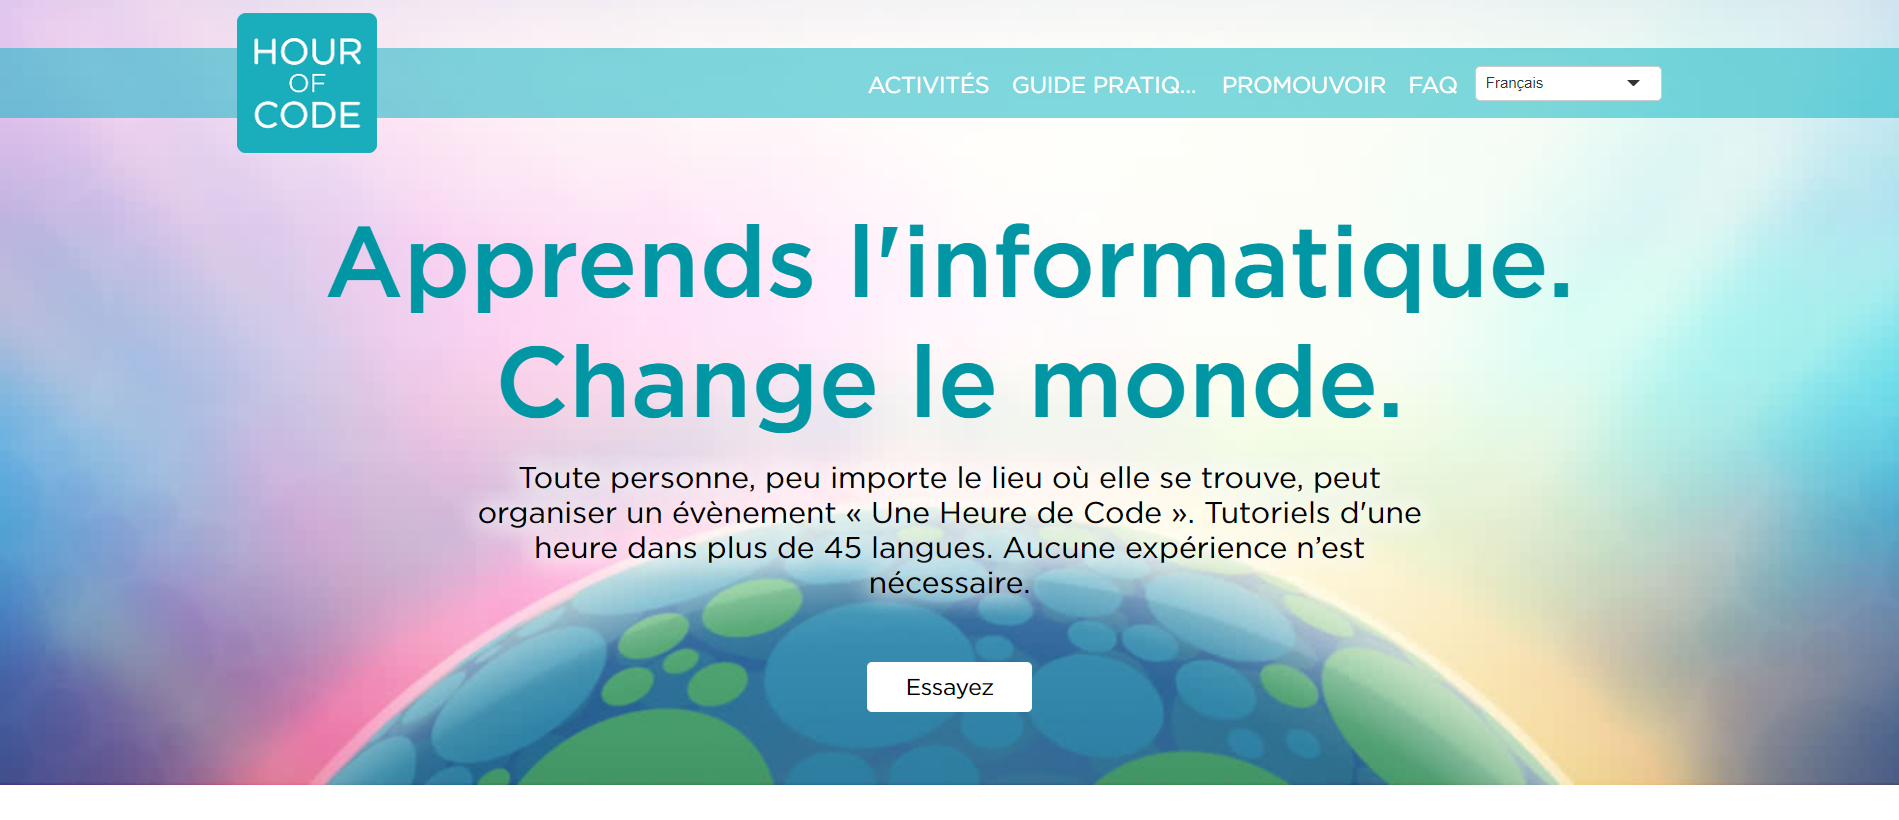 HOUR
OF
CODE
ACTIVITÉS GUIDE PRATIQ... PROMOUVOIR FAQ Français
Apprends l'informatique.
Change le monde.
Toute personne, peu importe le lieu où elle se trouve, peut
organiser un évènement « Une Heure de Code ». Tutoriels d'une
heure dans plus de 45 langues. Aucune expérience n’est
nécessaire.
Essayez